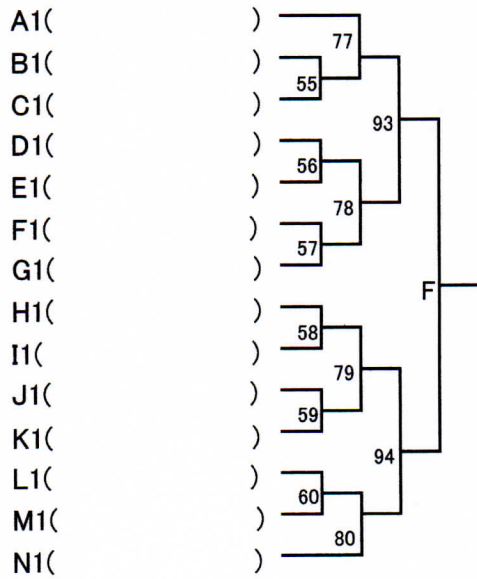 A1( )
77
B1( )
55
C1( )
93
D1( )
56
E1( )
78
F1( )
57
G1( )
F
H1( )
58
I1( )
79
J1( )
59
K1( )
94
L1( )
60
M1( )
80
N1( )